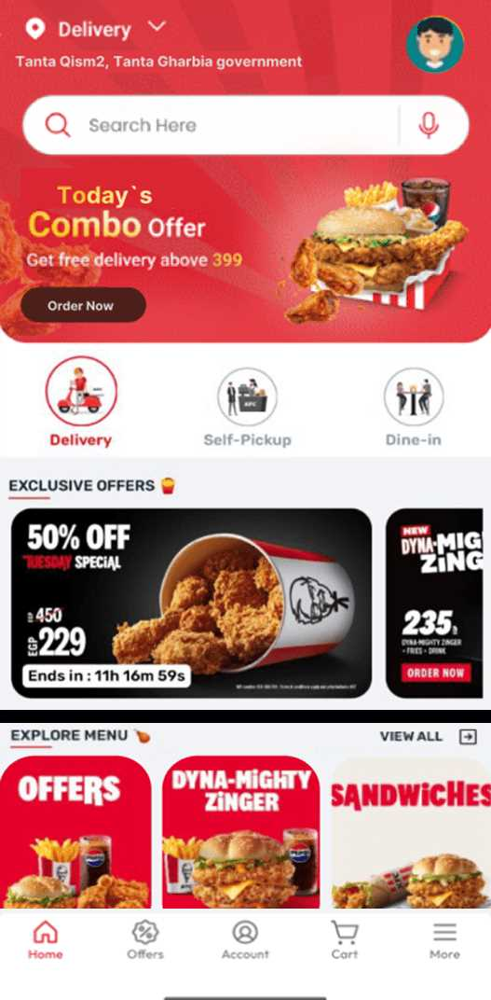 Delivery
Tanta Qism2, Tanta Gharbia government
Search Here
Today`s
Combo Offer
Get free delivery above 399
Order Now
KFC
Delivery
Self-Pickup
Dine-in
EXCLUSIVE OFFERS
50% OFF
TUESDAY SPECIAL
EGP 450
EGP 229
Ends in : 11h 16m 59s
NEW
DYNA-MIG
ZiNG
235
DYNA-MIGHTY ZINGER
+ FRIES + DRINK
ORDER NOW
EXPLORE MENU
VIEW ALL
OFFERS
DYNA-MiGHTY
ZiNGER
SANDWiCHES
Home
Offers
Account
Cart
More